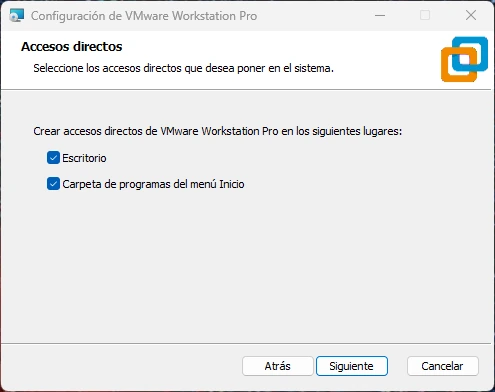 Configuración de VMware Workstation Pro
Accesos directos
Seleccione los accesos directos que desea poner en el sistema.
Crear accesos directos de VMware Workstation Pro en los siguientes lugares:
Escritorio
Carpeta de programas del menú Inicio
Atrás
Siguiente
Cancelar